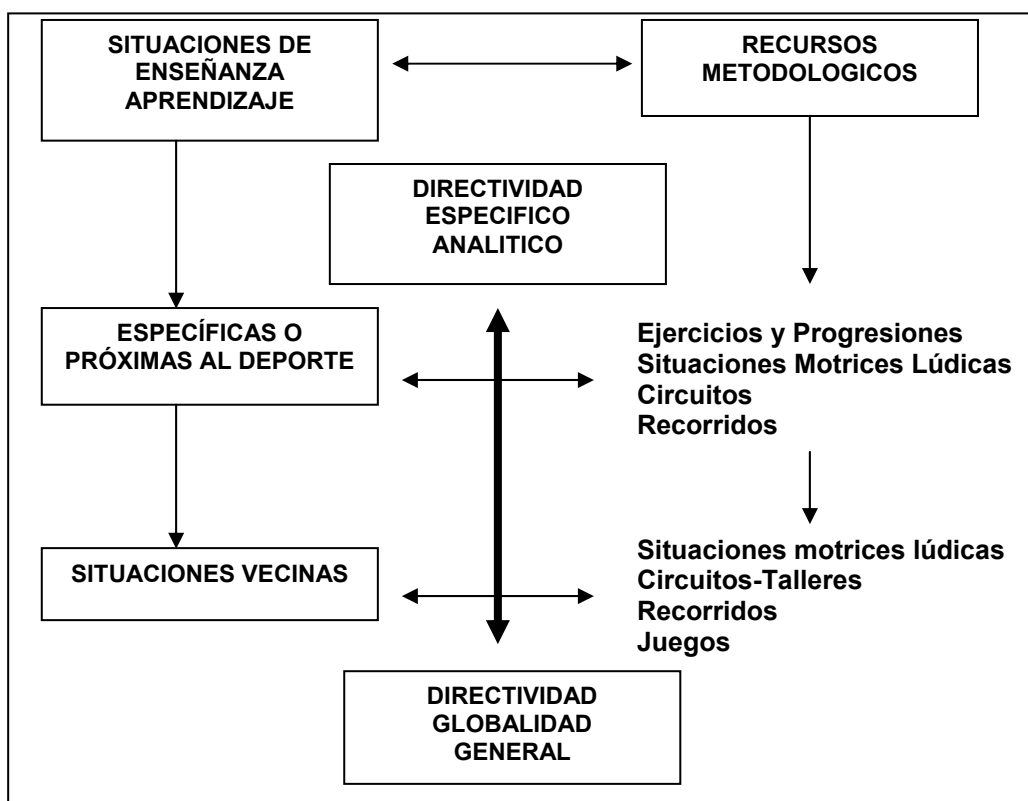 SITUACIONES DE
ENSEÑANZA
APRENDIZAJE
RECURSOS
METODOLOGICOS
DIRECTIVIDAD
ESPECIFICO
ANALITICO
ESPECÍFICAS O
PRÓXIMAS AL DEPORTE
Ejercicios y Progresiones
Situaciones Motrices Lúdicas
Circuitos
Recorridos
SITUACIONES VECINAS
Situaciones motrices lúdicas
Circuitos-Talleres
Recorridos
Juegos
DIRECTIVIDAD
GLOBALIDAD
GENERAL